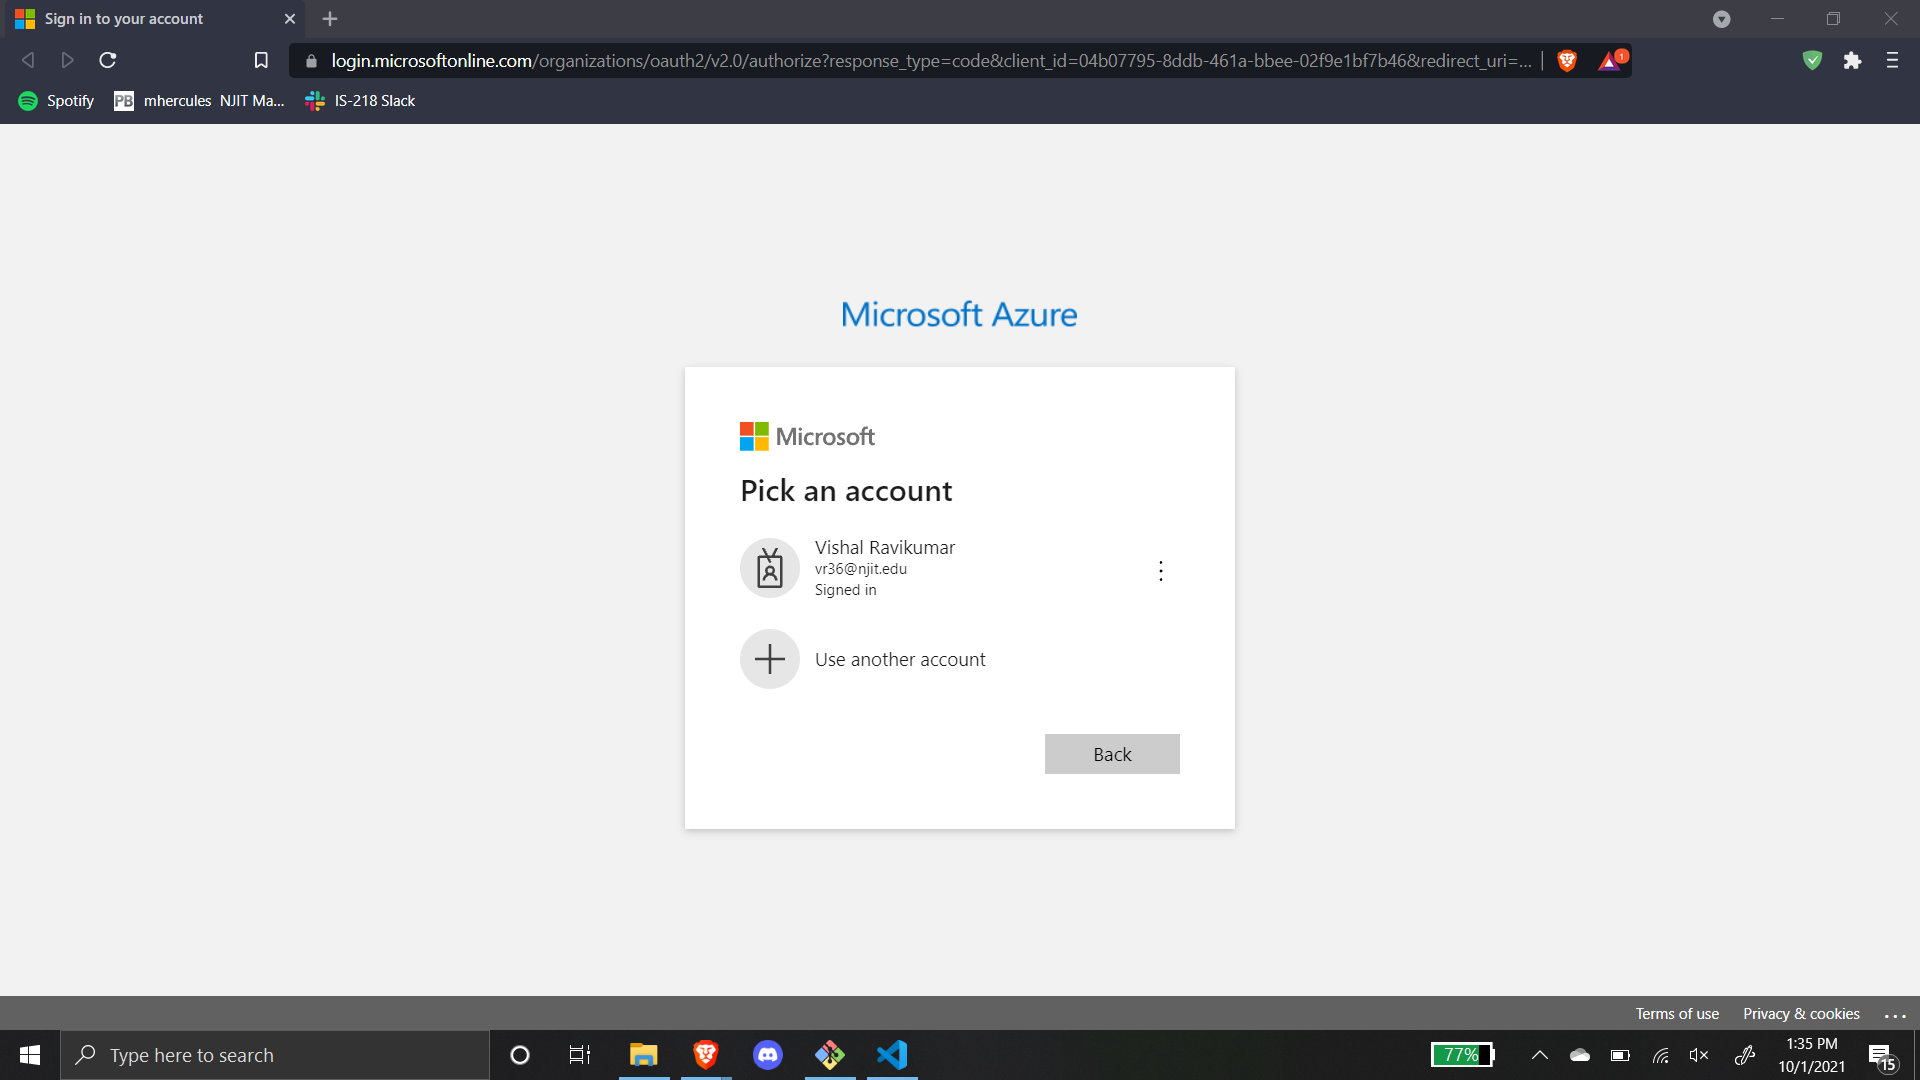 Sign in to your account
login.microsoftonline.com/organizations/oauth2/v2.0/authorize?response_type=code&client_id=04b07795-8ddb-461a-bbee-02f9e1bf7b46&redirect_uri=...
1
Spotify
PB mhercules NJIT Ma...
IS-218 Slack
Microsoft Azure
Microsoft
Pick an account
Vishal Ravikumar
vr36@njit.edu
Signed in
Use another account
Back
Terms of use
Privacy & cookies
...
Type here to search
77%
1:35 PM
10/1/2021
15